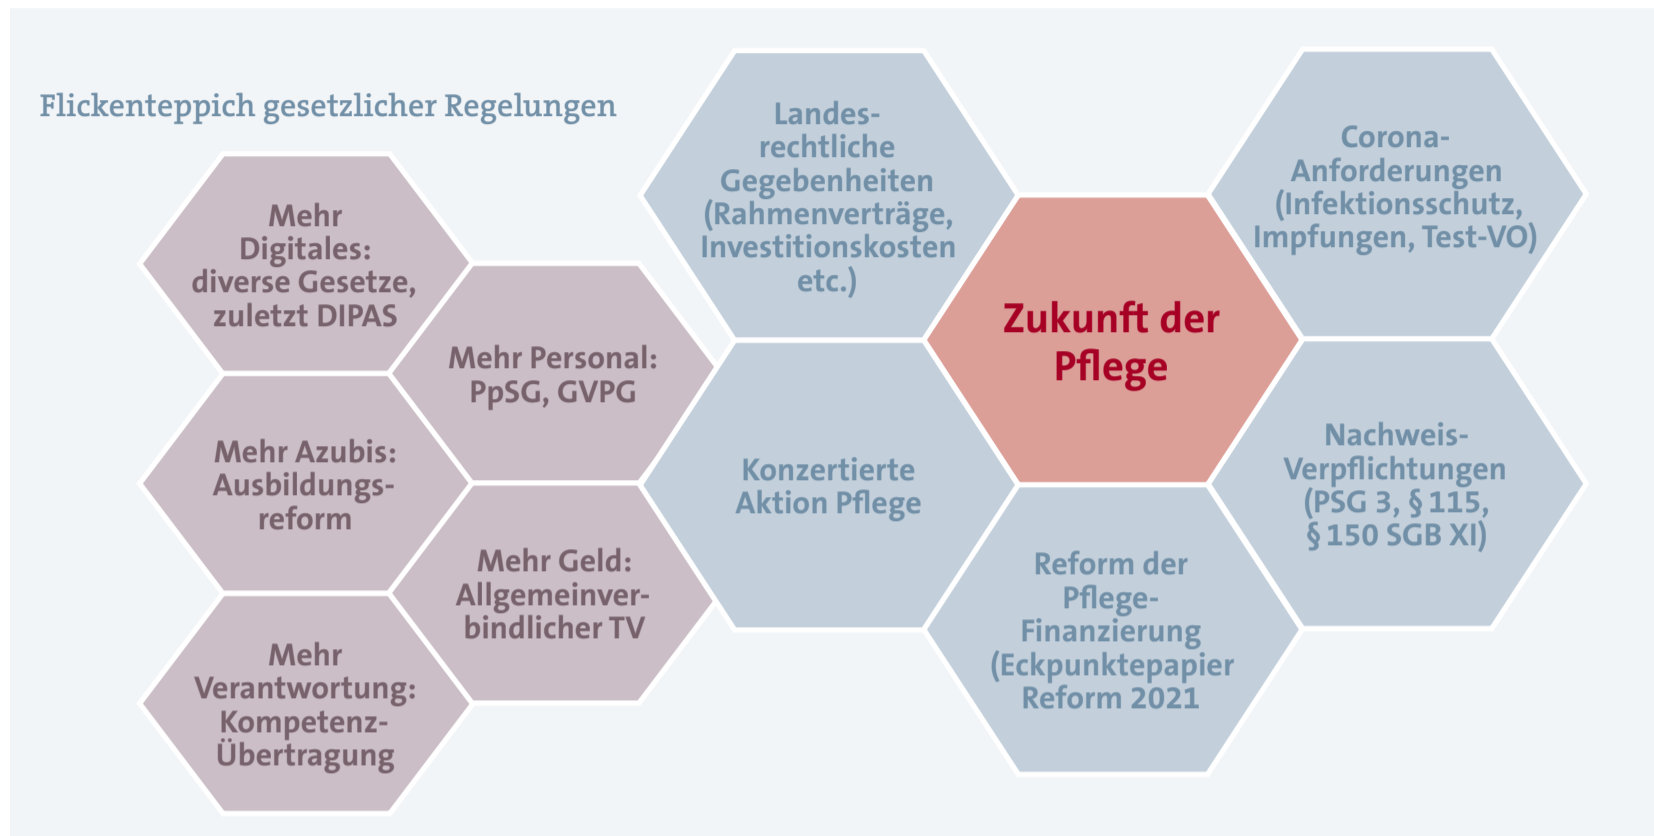 Flickenteppich gesetzlicher Regelungen
Mehr
Digitales:
diverse Gesetze,
zuletzt DIPAS
Mehr Personal:
PpSG, GVPG
Mehr Azubis:
Ausbildungs-
reform
Mehr Geld:
Allgemeinver-
bindlicher TV
Mehr
Verantwortung:
Kompetenz-
Übertragung
Landes-
rechtliche
Gegebenheiten
(Rahmenverträge,
Investitionskosten
etc.)
Konzertierte
Aktion Pflege
Zukunft der
Pflege
Corona-
Anforderungen
(Infektionsschutz,
Impfungen, Test-VO)
Nachweis-
Verpflichtungen
(PSG 3, § 115,
§ 150 SGB XI)
Reform der
Pflege-
Finanzierung
(Eckpunktepapier
Reform 2021